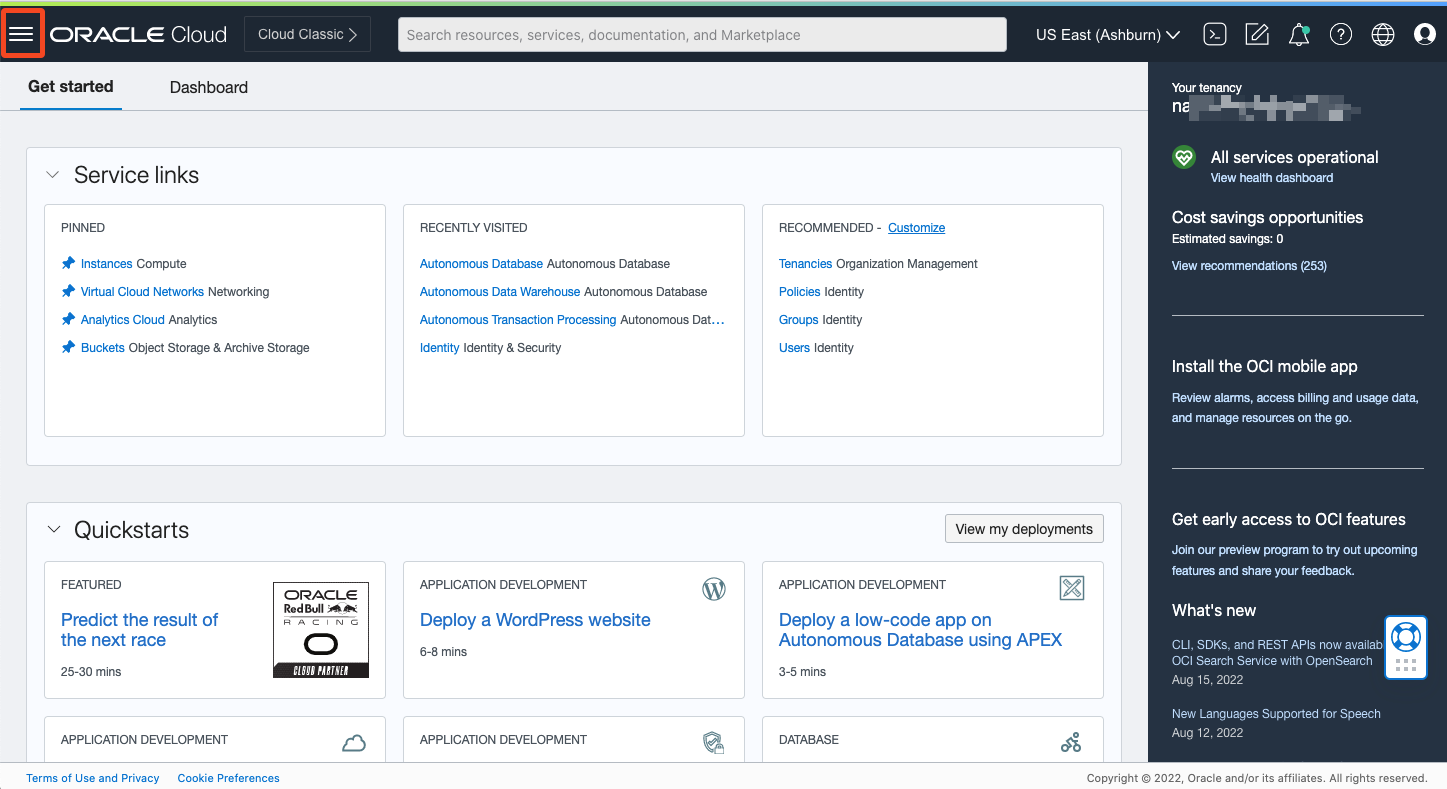 ORACLE Cloud
Cloud Classic
Search resources, services, documentation, and Marketplace
US East (Ashburn)
Get started
Dashboard
Service links
PINNED
Instances Compute
Virtual Cloud Networks Networking
Analytics Cloud Analytics
Buckets Object Storage & Archive Storage
RECENTLY VISITED
Autonomous Database Autonomous Database
Autonomous Data Warehouse Autonomous Database
Autonomous Transaction Processing Autonomous Dat...
Identity Identity & Security
RECOMMENDED - Customize
Tenancies Organization Management
Policies Identity
Groups Identity
Users Identity
Quickstarts
View my deployments
FEATURED
Predict the result of
the next race
25-30 mins
ORACLE
Red Bull
RACING
CLOUD PARTNER
APPLICATION DEVELOPMENT
Deploy a WordPress website
6-8 mins
APPLICATION DEVELOPMENT
Deploy a low-code app on
Autonomous Database using APEX
3-5 mins
APPLICATION DEVELOPMENT
APPLICATION DEVELOPMENT
DATABASE
Your tenancy
na
All services operational
View health dashboard
Cost savings opportunities
Estimated savings: 0
View recommendations (253)
Install the OCI mobile app
Review alarms, access billing and usage data,
and manage resources on the go.
Get early access to OCI features
Join our preview program to try out upcoming
features and share your feedback.
What's new
CLI, SDKs, and REST APIs now availab
OCI Search Service with OpenSearch
Aug 15, 2022
New Languages Supported for Speech
Aug 12, 2022
Terms of Use and Privacy
Cookie Preferences
Copyright © 2022, Oracle and/or its affiliates. All rights reserved.